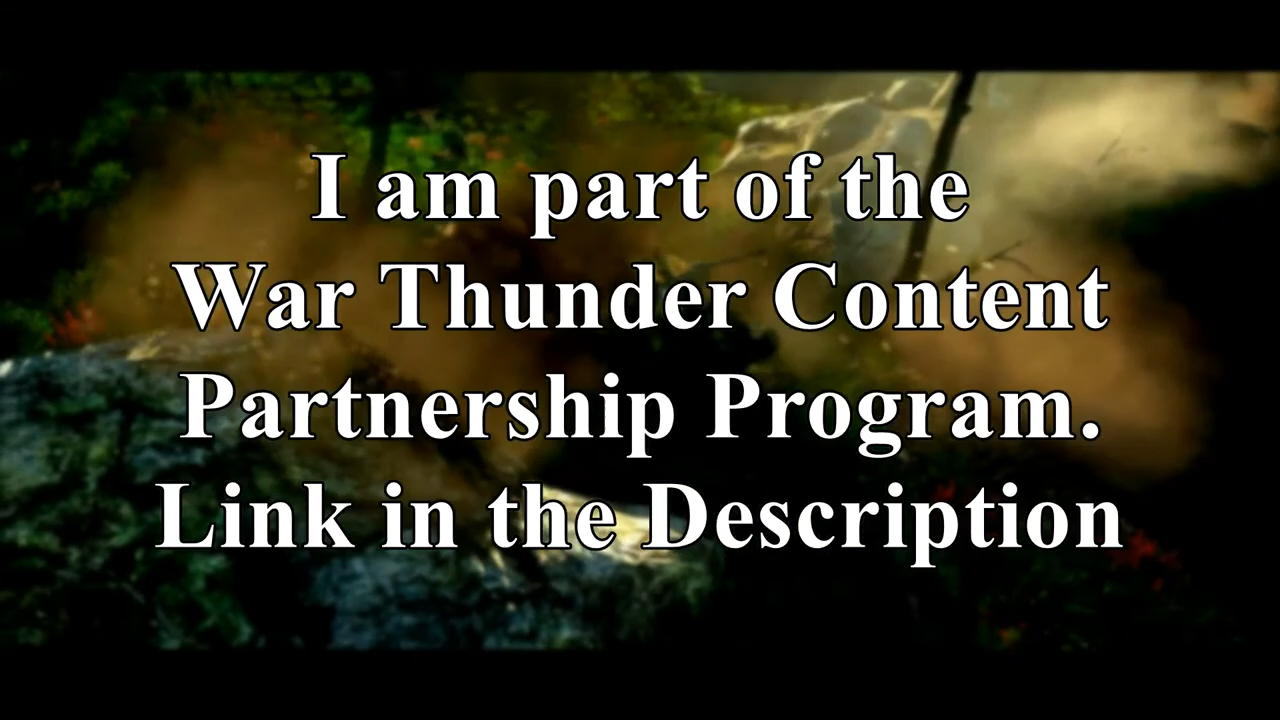 I am part of the
War Thunder Content
Partnership Program.
Link in the Description